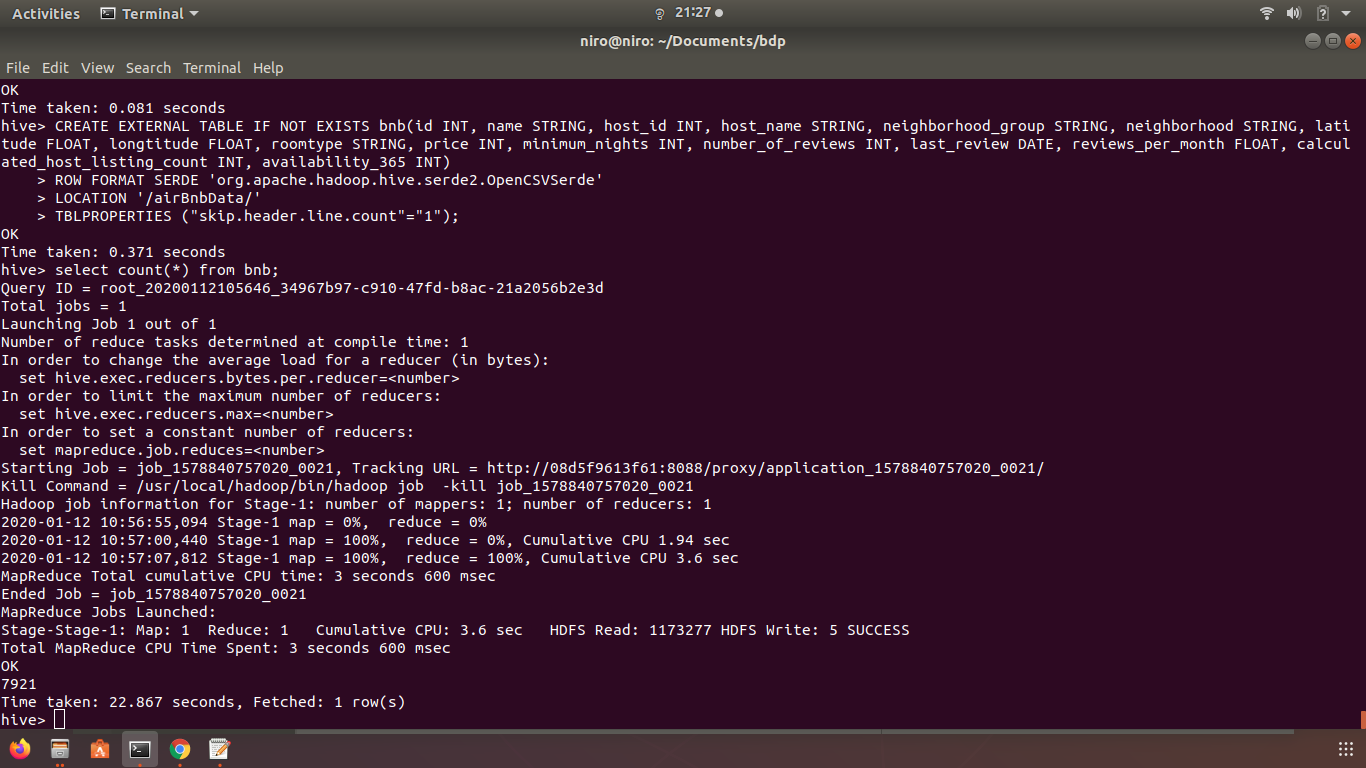 Activities Terminal 21:27
niro@niro: ~/Documents/bdp
File Edit View Search Terminal Help
OK
Time taken: 0.081 seconds
hive> CREATE EXTERNAL TABLE IF NOT EXISTS bnb(id INT, name STRING, host_id INT, host_name STRING, neighborhood_group STRING, neighborhood STRING, lati
tude FLOAT, longtitude FLOAT, roomtype STRING, price INT, minimum_nights INT, number_of_reviews INT, last_review DATE, reviews_per_month FLOAT, calcul
ated_host_listing_count INT, availability_365 INT)
    > ROW FORMAT SERDE 'org.apache.hadoop.hive.serde2.OpenCSVSerde'
    > LOCATION '/airBnbData/'
    > TBLPROPERTIES ("skip.header.line.count"="1");
OK
Time taken: 0.371 seconds
hive> select count(*) from bnb;
Query ID = root_20200112105646_34967b97-c910-47fd-b8ac-21a2056b2e3d
Total jobs = 1
Launching Job 1 out of 1
Number of reduce tasks determined at compile time: 1
In order to change the average load for a reducer (in bytes):
  set hive.exec.reducers.bytes.per.reducer=<number>
In order to limit the maximum number of reducers:
  set hive.exec.reducers.max=<number>
In order to set a constant number of reducers:
  set mapreduce.job.reduces=<number>
Starting Job = job_1578840757020_0021, Tracking URL = http://08d5f9613f61:8088/proxy/application_1578840757020_0021/
Kill Command = /usr/local/hadoop/bin/hadoop job  -kill job_1578840757020_0021
Hadoop job information for Stage-1: number of mappers: 1; number of reducers: 1
2020-01-12 10:56:55,094 Stage-1 map = 0%,  reduce = 0%
2020-01-12 10:57:00,440 Stage-1 map = 100%,  reduce = 0%, Cumulative CPU 1.94 sec
2020-01-12 10:57:07,812 Stage-1 map = 100%,  reduce = 100%, Cumulative CPU 3.6 sec
MapReduce Total cumulative CPU time: 3 seconds 600 msec
Ended Job = job_1578840757020_0021
MapReduce Jobs Launched:
Stage-Stage-1: Map: 1  Reduce: 1   Cumulative CPU: 3.6 sec   HDFS Read: 1173277 HDFS Write: 5 SUCCESS
Total MapReduce CPU Time Spent: 3 seconds 600 msec
OK
7921
Time taken: 22.867 seconds, Fetched: 1 row(s)
hive>